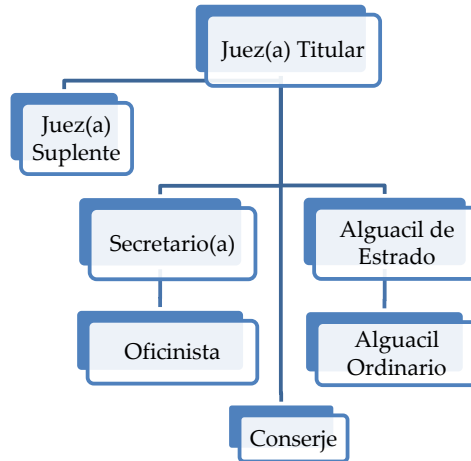 Juez(a) Titular
Juez(a)
Suplente
Secretario(a)
Alguacil de
Estrado
Oficinista
Alguacil
Ordinario
Conserje